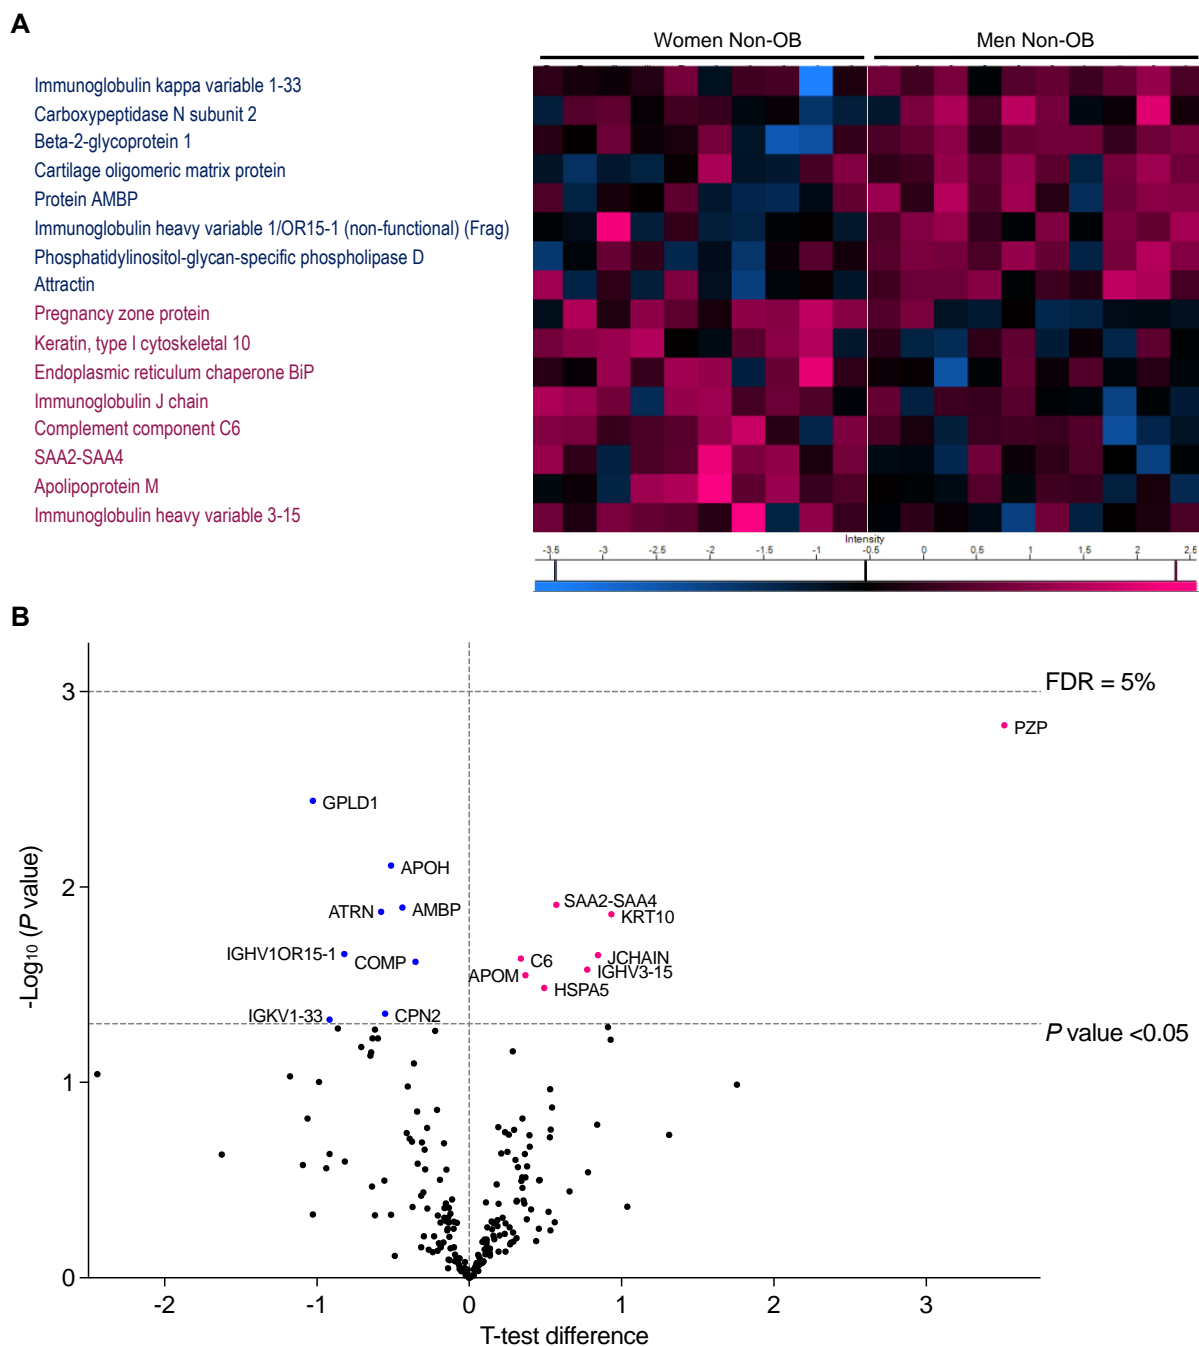 A
Women Non-OB
Men Non-OB
Immunoglobulin kappa variable 1-33
Carboxypeptidase N subunit 2
Beta-2-glycoprotein 1
Cartilage oligomeric matrix protein
Protein AMBP
Immunoglobulin heavy variable 1/OR15-1 (non-functional) (Frag)
Phosphatidylinositol-glycan-specific phospholipase D
Attractin
Pregnancy zone protein
Keratin, type I cytoskeletal 10
Endoplasmic reticulum chaperone BiP
Immunoglobulin J chain
Complement component C6
SAA2-SAA4
Apolipoprotein M
Immunoglobulin heavy variable 3-15
Intensity
-3.5 -3 -2.5 -2 -1.5 -1 -0.5 0 0.5 1 1.5 2 2.5
B
3
FDR = 5%
PZP
GPLD1
APOH
2
SAA2-SAA4
ATRN
AMBP
KRT10
IGHV1OR15-1
COMP
C6
JCHAIN
APOM
IGHV3-15
HSPA5
IGKV1-33
CPN2
P value <0.05
1
0
-Log10 (P value)
-2 -1 0 1 2 3
T-test difference